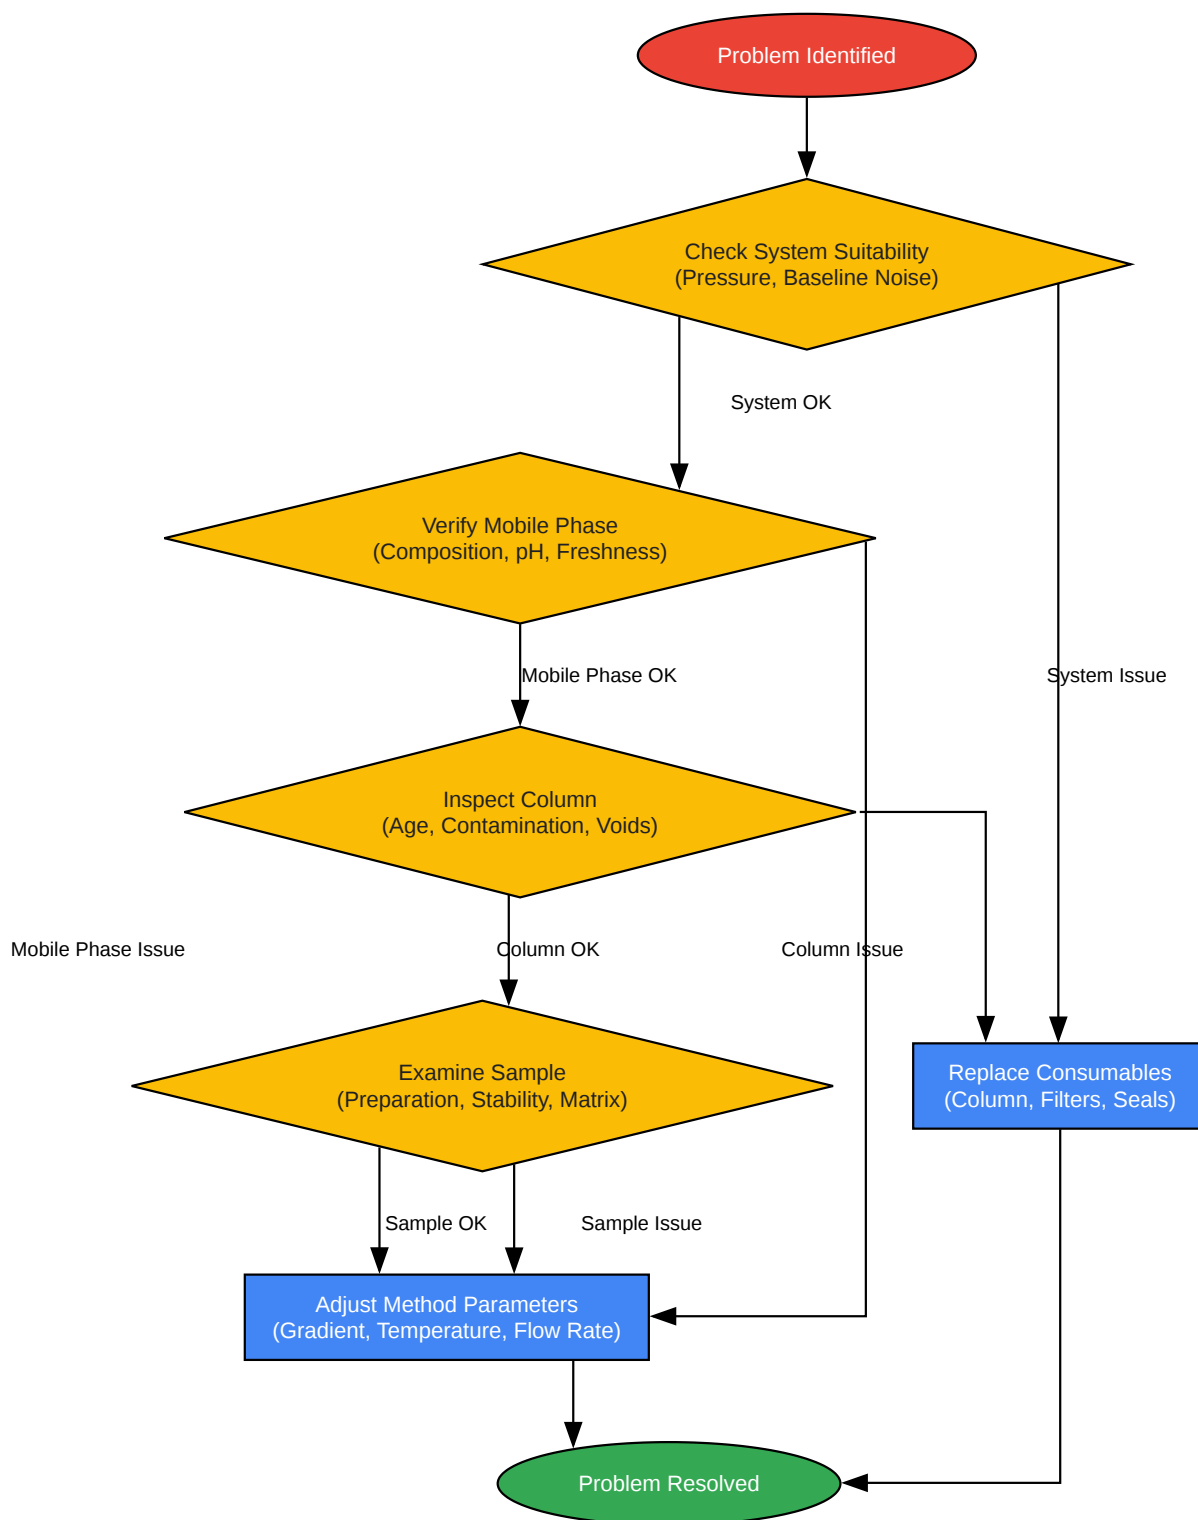 Problem Identified
Check System Suitability
(Pressure, Baseline Noise)
System OK
Verify Mobile Phase
(Composition, pH, Freshness)
Mobile Phase OK
System Issue
Inspect Column
(Age, Contamination, Voids)
Mobile Phase Issue
Column OK
Column Issue
Examine Sample
(Preparation, Stability, Matrix)
Replace Consumables
(Column, Filters, Seals)
Sample OK
Sample Issue
Adjust Method Parameters
(Gradient, Temperature, Flow Rate)
Problem Resolved